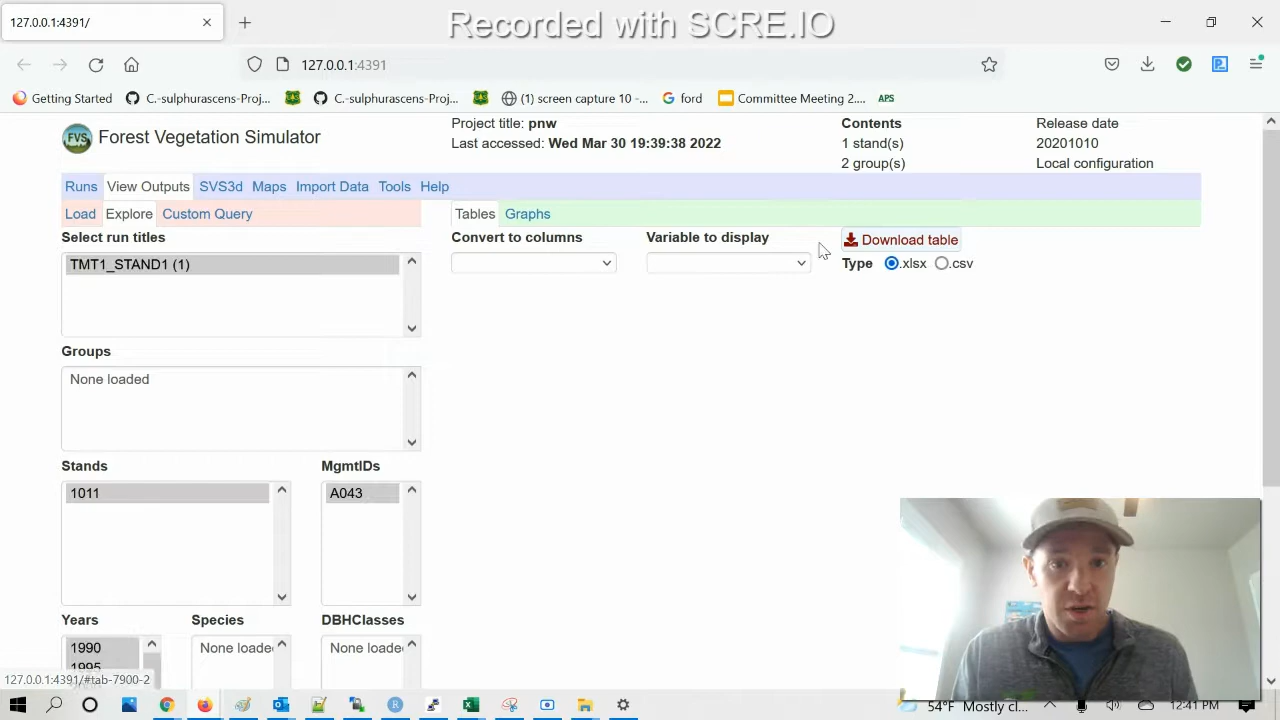 127.0.0.1:4391/
Recorded with SCRE.IO
127.0.0.1:4391
Getting Started
C.-sulphurascens-Proj...
C.-sulphurascens-Proj...
(1) screen capture 10 -...
ford
Committee Meeting 2....
APS
FVS
Forest Vegetation Simulator
Project title: pnw
Last accessed: Wed Mar 30 19:39:38 2022
Contents
1 stand(s)
2 group(s)
Release date
20201010
Local configuration
Runs View Outputs SVS3d Maps Import Data Tools Help
Load Explore Custom Query
Tables Graphs
Select run titles
TMT1_STAND1 (1)
Convert to columns
Variable to display
Download table
Type .xlsx .csv
Groups
None loaded
Stands
1011
MgmtIDs
A043
Years
1990
1995
Species
None loade
DBHClasses
None loade
127.0.0.1:4391/#tab-7900-2
54°F Mostly cl...
12:41 PM